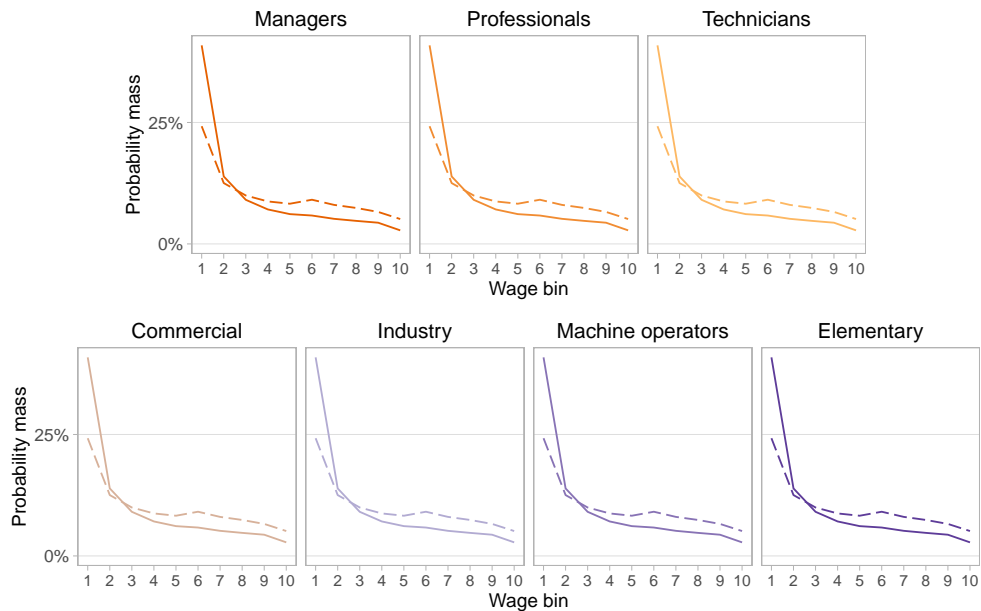 Managers
Professionals
Technicians
Probability mass
25%
0%
1 2 3 4 5 6 7 8 9 10
1 2 3 4 5 6 7 8 9 10
1 2 3 4 5 6 7 8 9 10
Wage bin
Wage bin
Wage bin
Commercial
Industry
Machine operators
Elementary
Probability mass
25%
0%
1 2 3 4 5 6 7 8 9 10
1 2 3 4 5 6 7 8 9 10
1 2 3 4 5 6 7 8 9 10
1 2 3 4 5 6 7 8 9 10
Wage bin